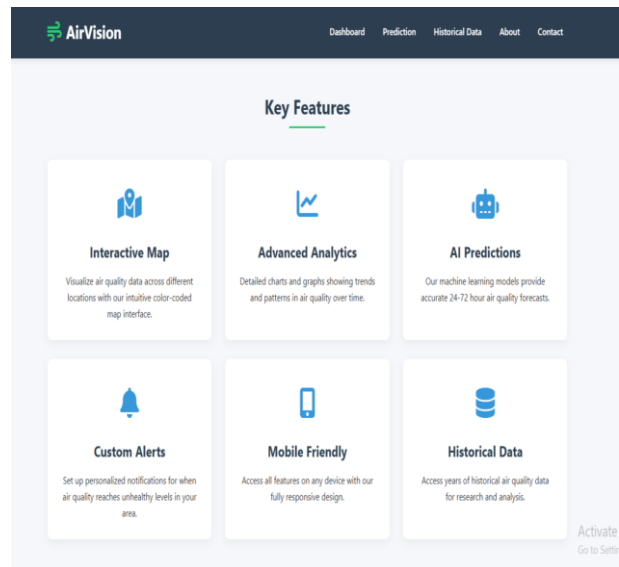 AirVision
Dashboard Prediction Historical Data About Contact
Key Features
Interactive Map
Visualize air quality data across different
locations with our intuitive color-coded
map interface.
Advanced Analytics
Detailed charts and graphs showing trends
and patterns in air quality over time.
AI Predictions
Our machine learning models provide
accurate 24-72 hour air quality forecasts.
Custom Alerts
Set up personalized notifications for when
air quality reaches unhealthy levels in your
area.
Mobile Friendly
Access all features on any device with our
fully responsive design.
Historical Data
Access years of historical air quality data
for research and analysis.
Activate
Go to